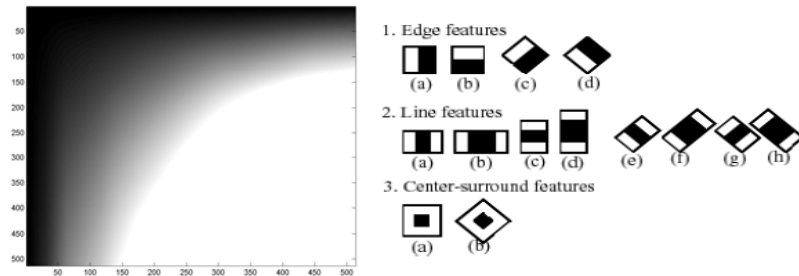 50
100
150
200
250
300
350
400
450
500
50 100 150 200 250 300 350 400 450 500
1. Edge features
(a) (b) (c) (d)
2. Line features
(a) (b) (c) (d) (e) (f) (g) (h)
3. Center-surround features
(a) (b)